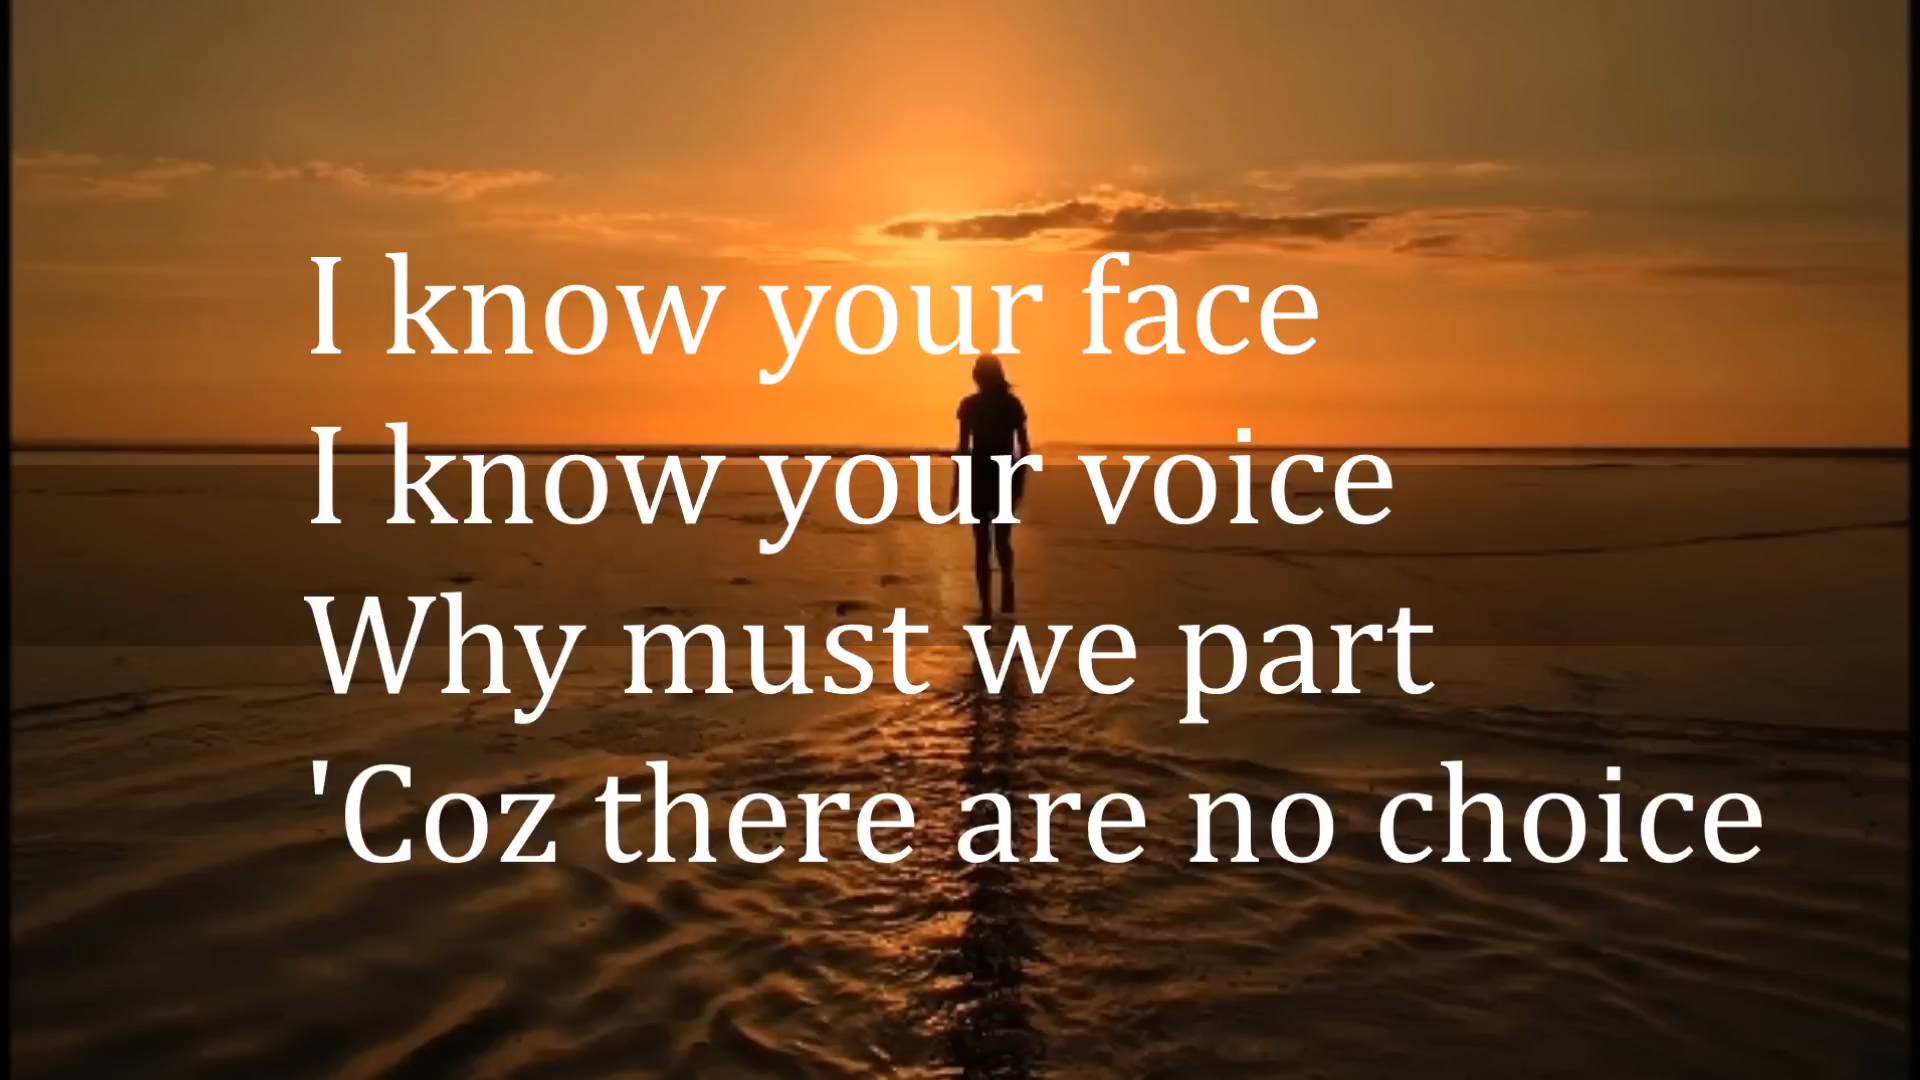 I know your face
I know your voice
Why must we part
'Coz there are no choice